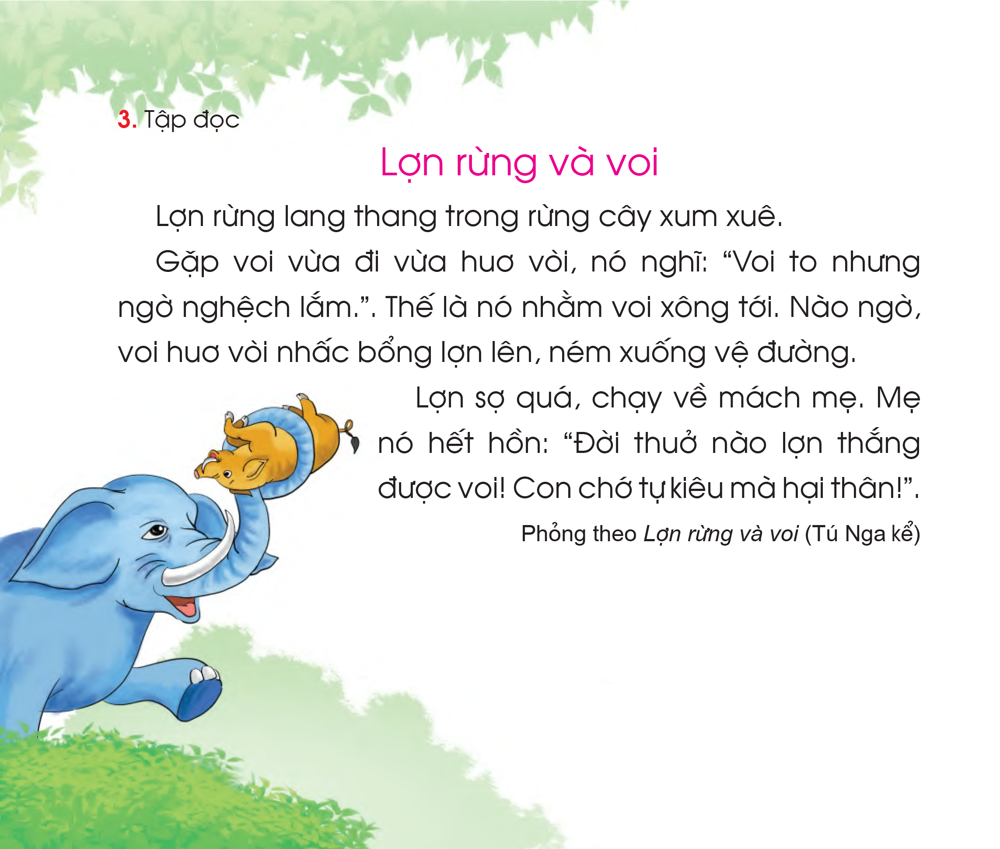 3. Tập đọc
Lợn rừng và voi
Lợn rừng lang thang trong rừng cây xum xuê.
Gặp voi vừa đi vừa huơ vòi, nó nghĩ: “Voi to nhưng
ngờ nghệch lắm.”. Thế là nó nhằm voi xông tới. Nào ngờ,
voi huơ vòi nhấc bổng lợn lên, ném xuống vệ đường.
Lợn sợ quá, chạy về mách mẹ. Mẹ
nó hết hồn: “Đời thuở nào lợn thắng
được voi! Con chớ tự kiêu mà hại thân!”.
Phỏng theo Lợn rừng và voi (Tú Nga kể)